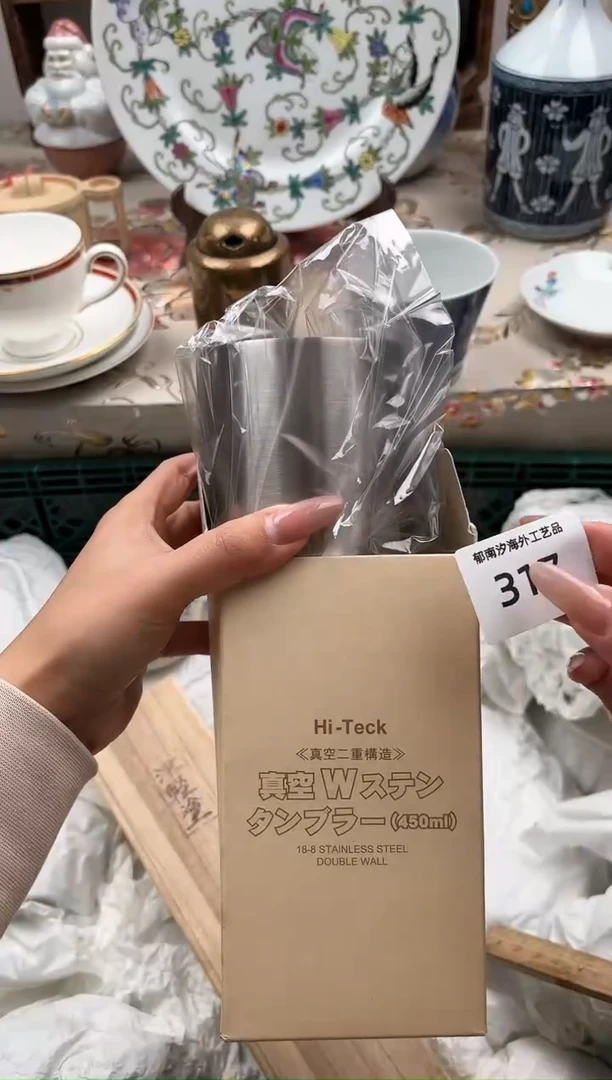 郁南汐海外工艺品
Hi-Teck
≪真空二重構造≫
真空Wステン
タンブラー(450ml)
18-8 STAINLESS STEEL
DOUBLE WALL